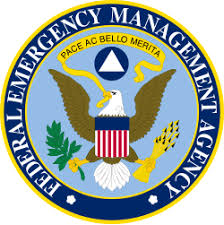 FEDERAL EMERGENCY MANAGEMENT AGENCY
PACE AC BELLO MERITA